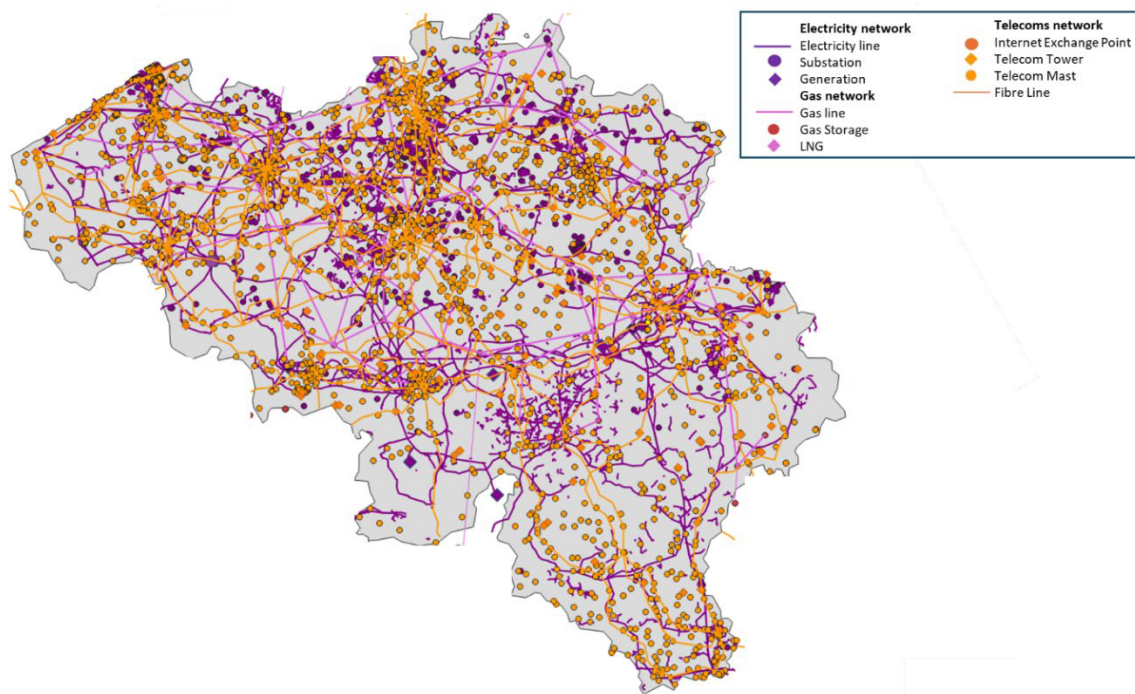 Electricity network
Electricity line
Substation
Generation
Gas network
Gas line
Gas Storage
LNG
Telecoms network
Internet Exchange Point
Telecom Tower
Telecom Mast
Fibre Line